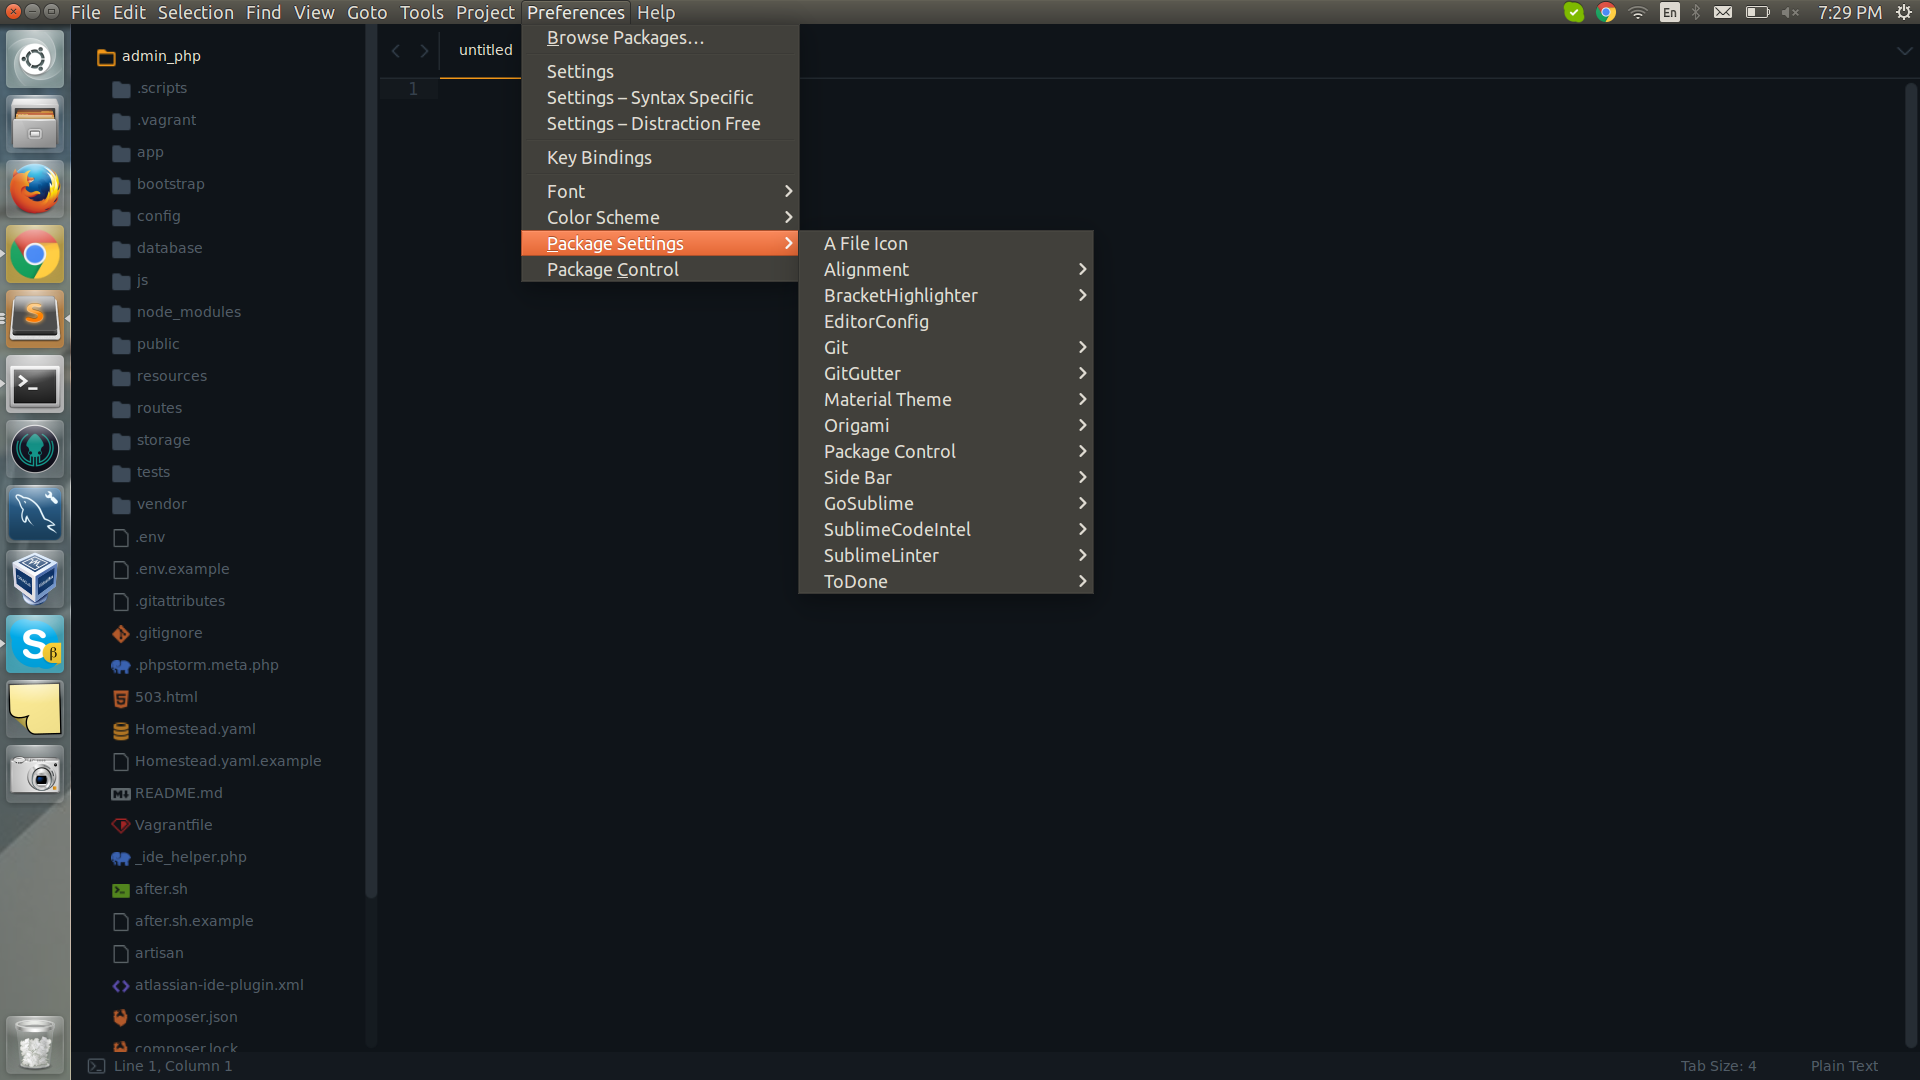 File Edit Selection Find View Goto Tools Project Preferences Help
En 7:29 PM
admin_php
.scripts
.vagrant
app
bootstrap
config
database
js
node_modules
public
resources
routes
storage
tests
vendor
.env
.env.example
.gitattributes
.gitignore
.phpstorm.meta.php
503.html
Homestead.yaml
Homestead.yaml.example
README.md
Vagrantfile
_ide_helper.php
after.sh
after.sh.example
artisan
atlassian-ide-plugin.xml
composer.json
composer.lock
untitled
1
Browse Packages…
Settings
Settings – Syntax Specific
Settings – Distraction Free
Key Bindings
Font
Color Scheme
Package Settings
Package Control
A File Icon
Alignment
BracketHighlighter
EditorConfig
Git
GitGutter
Material Theme
Origami
Package Control
Side Bar
GoSublime
SublimeCodeIntel
SublimeLinter
ToDone
Line 1, Column 1
Tab Size: 4
Plain Text